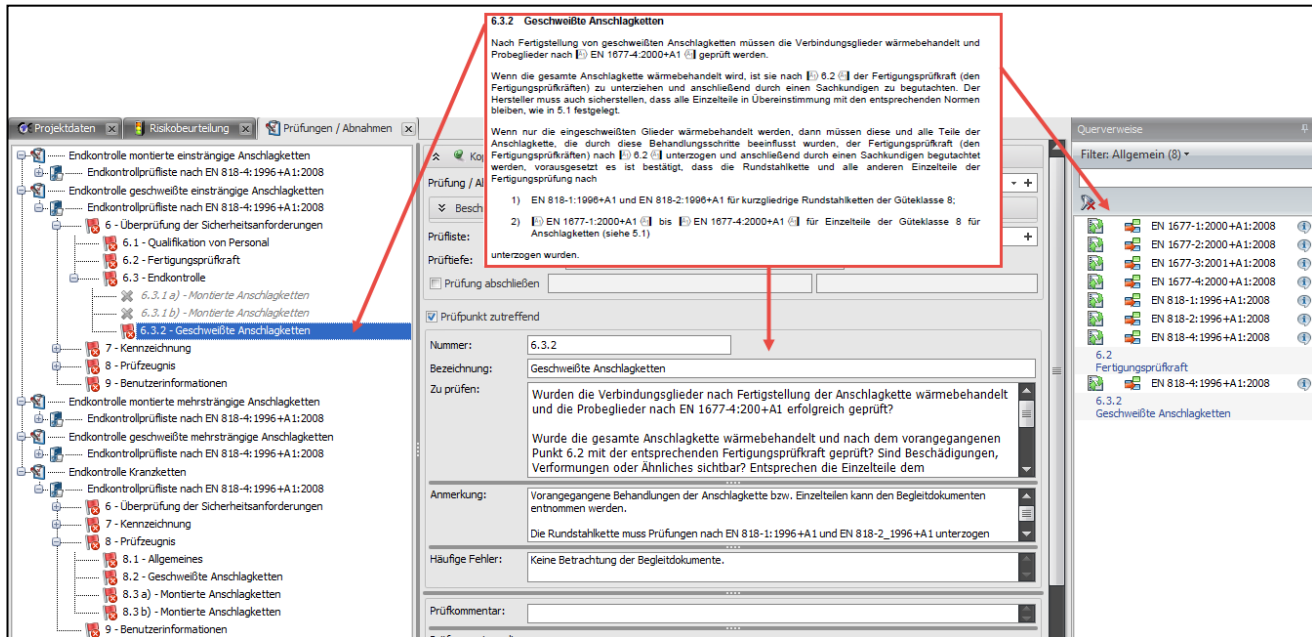 6.3.2 Geschweißte Anschlagketten
Nach Fertigstellung von geschweißten Anschlagketten müssen die Verbindungsglieder wärmebehandelt und
Probeglieder nach EN 1677-4:2000+A1 geprüft werden.
Wenn die gesamte Anschlagkette wärmebehandelt wird, ist sie nach 6.2 der Fertigungsprüfkraft (den
Fertigungsprüfkräften) zu unterziehen und anschließend durch einen Sachkundigen zu begutachten. Der
Hersteller muss auch sicherstellen, dass alle Einzelteile in Übereinstimmung mit den entsprechenden Normen
bleiben, wie in 5.1 festgelegt.
Wenn nur die eingeschweißten Glieder wärmebehandelt werden, dann müssen diese und alle Teile der
Anschlagkette, die durch diese Behandlungsschritte beeinflusst wurden, der Fertigungsprüfkraft (den
Fertigungsprüfkräften) nach 6.2 unterzogen und anschließend durch einen Sachkundigen begutachtet
werden, vorausgesetzt es ist bestätigt, dass die Rundstahlkette und alle anderen Einzelteile der
Fertigungsprüfung nach
1) EN 818-1:1996+A1 und EN 818-2:1996+A1 für kurzgliedrige Rundstahlketten der Güteklasse 8;
2) EN 1677-1:2000+A1 bis EN 1677-4:2000+A1 für Einzelteile der Güteklasse 8 für
Anschlagketten (siehe 5.1)
unterzogen wurden.
Projektdaten
Risikobeurteilung
Prüfungen / Abnahmen
Endkontrolle montierte einsträngige Anschlagketten
Endkontrollprüfliste nach EN 818-4:1996+A1:2008
Endkontrolle geschweißte einsträngige Anschlagketten
Endkontrollprüfliste nach EN 818-4:1996+A1:2008
6 - Überprüfung der Sicherheitsanforderungen
6.1 - Qualifikation von Personal
6.2 - Fertigungsprüfkraft
6.3 - Endkontrolle
6.3.1 a) - Montierte Anschlagketten
6.3.1 b) - Montierte Anschlagketten
6.3.2 - Geschweißte Anschlagketten
7 - Kennzeichnung
8 - Prüfzeugnis
9 - Benutzerinformationen
Endkontrolle montierte mehrsträngige Anschlagketten
Endkontrollprüfliste nach EN 818-4:1996+A1:2008
Endkontrolle geschweißte mehrsträngige Anschlagketten
Endkontrollprüfliste nach EN 818-4:1996+A1:2008
Endkontrolle Kranzketten
Endkontrollprüfliste nach EN 818-4:1996+A1:2008
6 - Überprüfung der Sicherheitsanforderungen
7 - Kennzeichnung
8 - Prüfzeugnis
8.1 - Allgemeines
8.2 - Geschweißte Anschlagketten
8.3 a) - Montierte Anschlagketten
8.3 b) - Montierte Anschlagketten
9 - Benutzerinformationen
Prüfliste:
Prüftiefe:
Prüfung abschließen
Prüfpunkt zutreffend
Nummer: 6.3.2
Bezeichnung: Geschweißte Anschlagketten
Zu prüfen: Wurden die Verbindungsglieder nach Fertigstellung der Anschlagkette wärmebehandelt
und die Probeglieder nach EN 1677-4:200+A1 erfolgreich geprüft?
Wurde die gesamte Anschlagkette wärmebehandelt und nach dem vorangegangenen
Punkt 6.2 mit der entsprechenden Fertigungsprüfkraft geprüft? Sind Beschädigungen,
Verformungen oder Ähnliches sichtbar? Entsprechen die Einzelteile dem
Anmerkung: Vorangegangene Behandlungen der Anschlagkette bzw. Einzelteilen kann den Begleitdokumenten
entnommen werden.
Die Rundstahlkette muss Prüfungen nach EN 818-1:1996+A1 und EN 818-2_1996+A1 unterzogen
Häufige Fehler: Keine Betrachtung der Begleitdokumente.
Prüfkommentar:
Querverweise
Filter: Allgemein (8)
EN 1677-1:2000+A1:2008
EN 1677-2:2000+A1:2008
EN 1677-3:2001+A1:2008
EN 1677-4:2000+A1:2008
EN 818-1:1996+A1:2008
EN 818-2:1996+A1:2008
EN 818-4:1996+A1:2008
6.2
Fertigungsprüfkraft
EN 818-4:1996+A1:2008
6.3.2
Geschweißte Anschlagketten